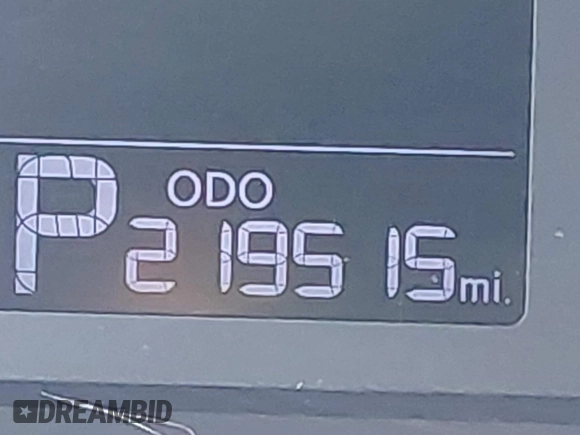 ODO
P 219515 mi.
DREAMBID